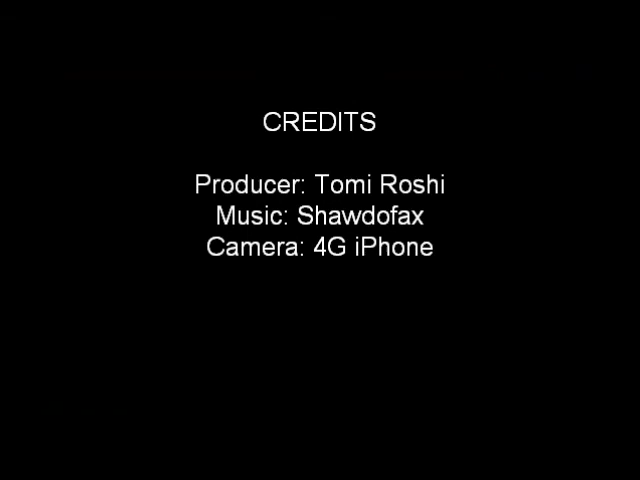 CREDITS
Producer: Tomi Roshi
Music: Shawdofax
Camera: 4G iPhone